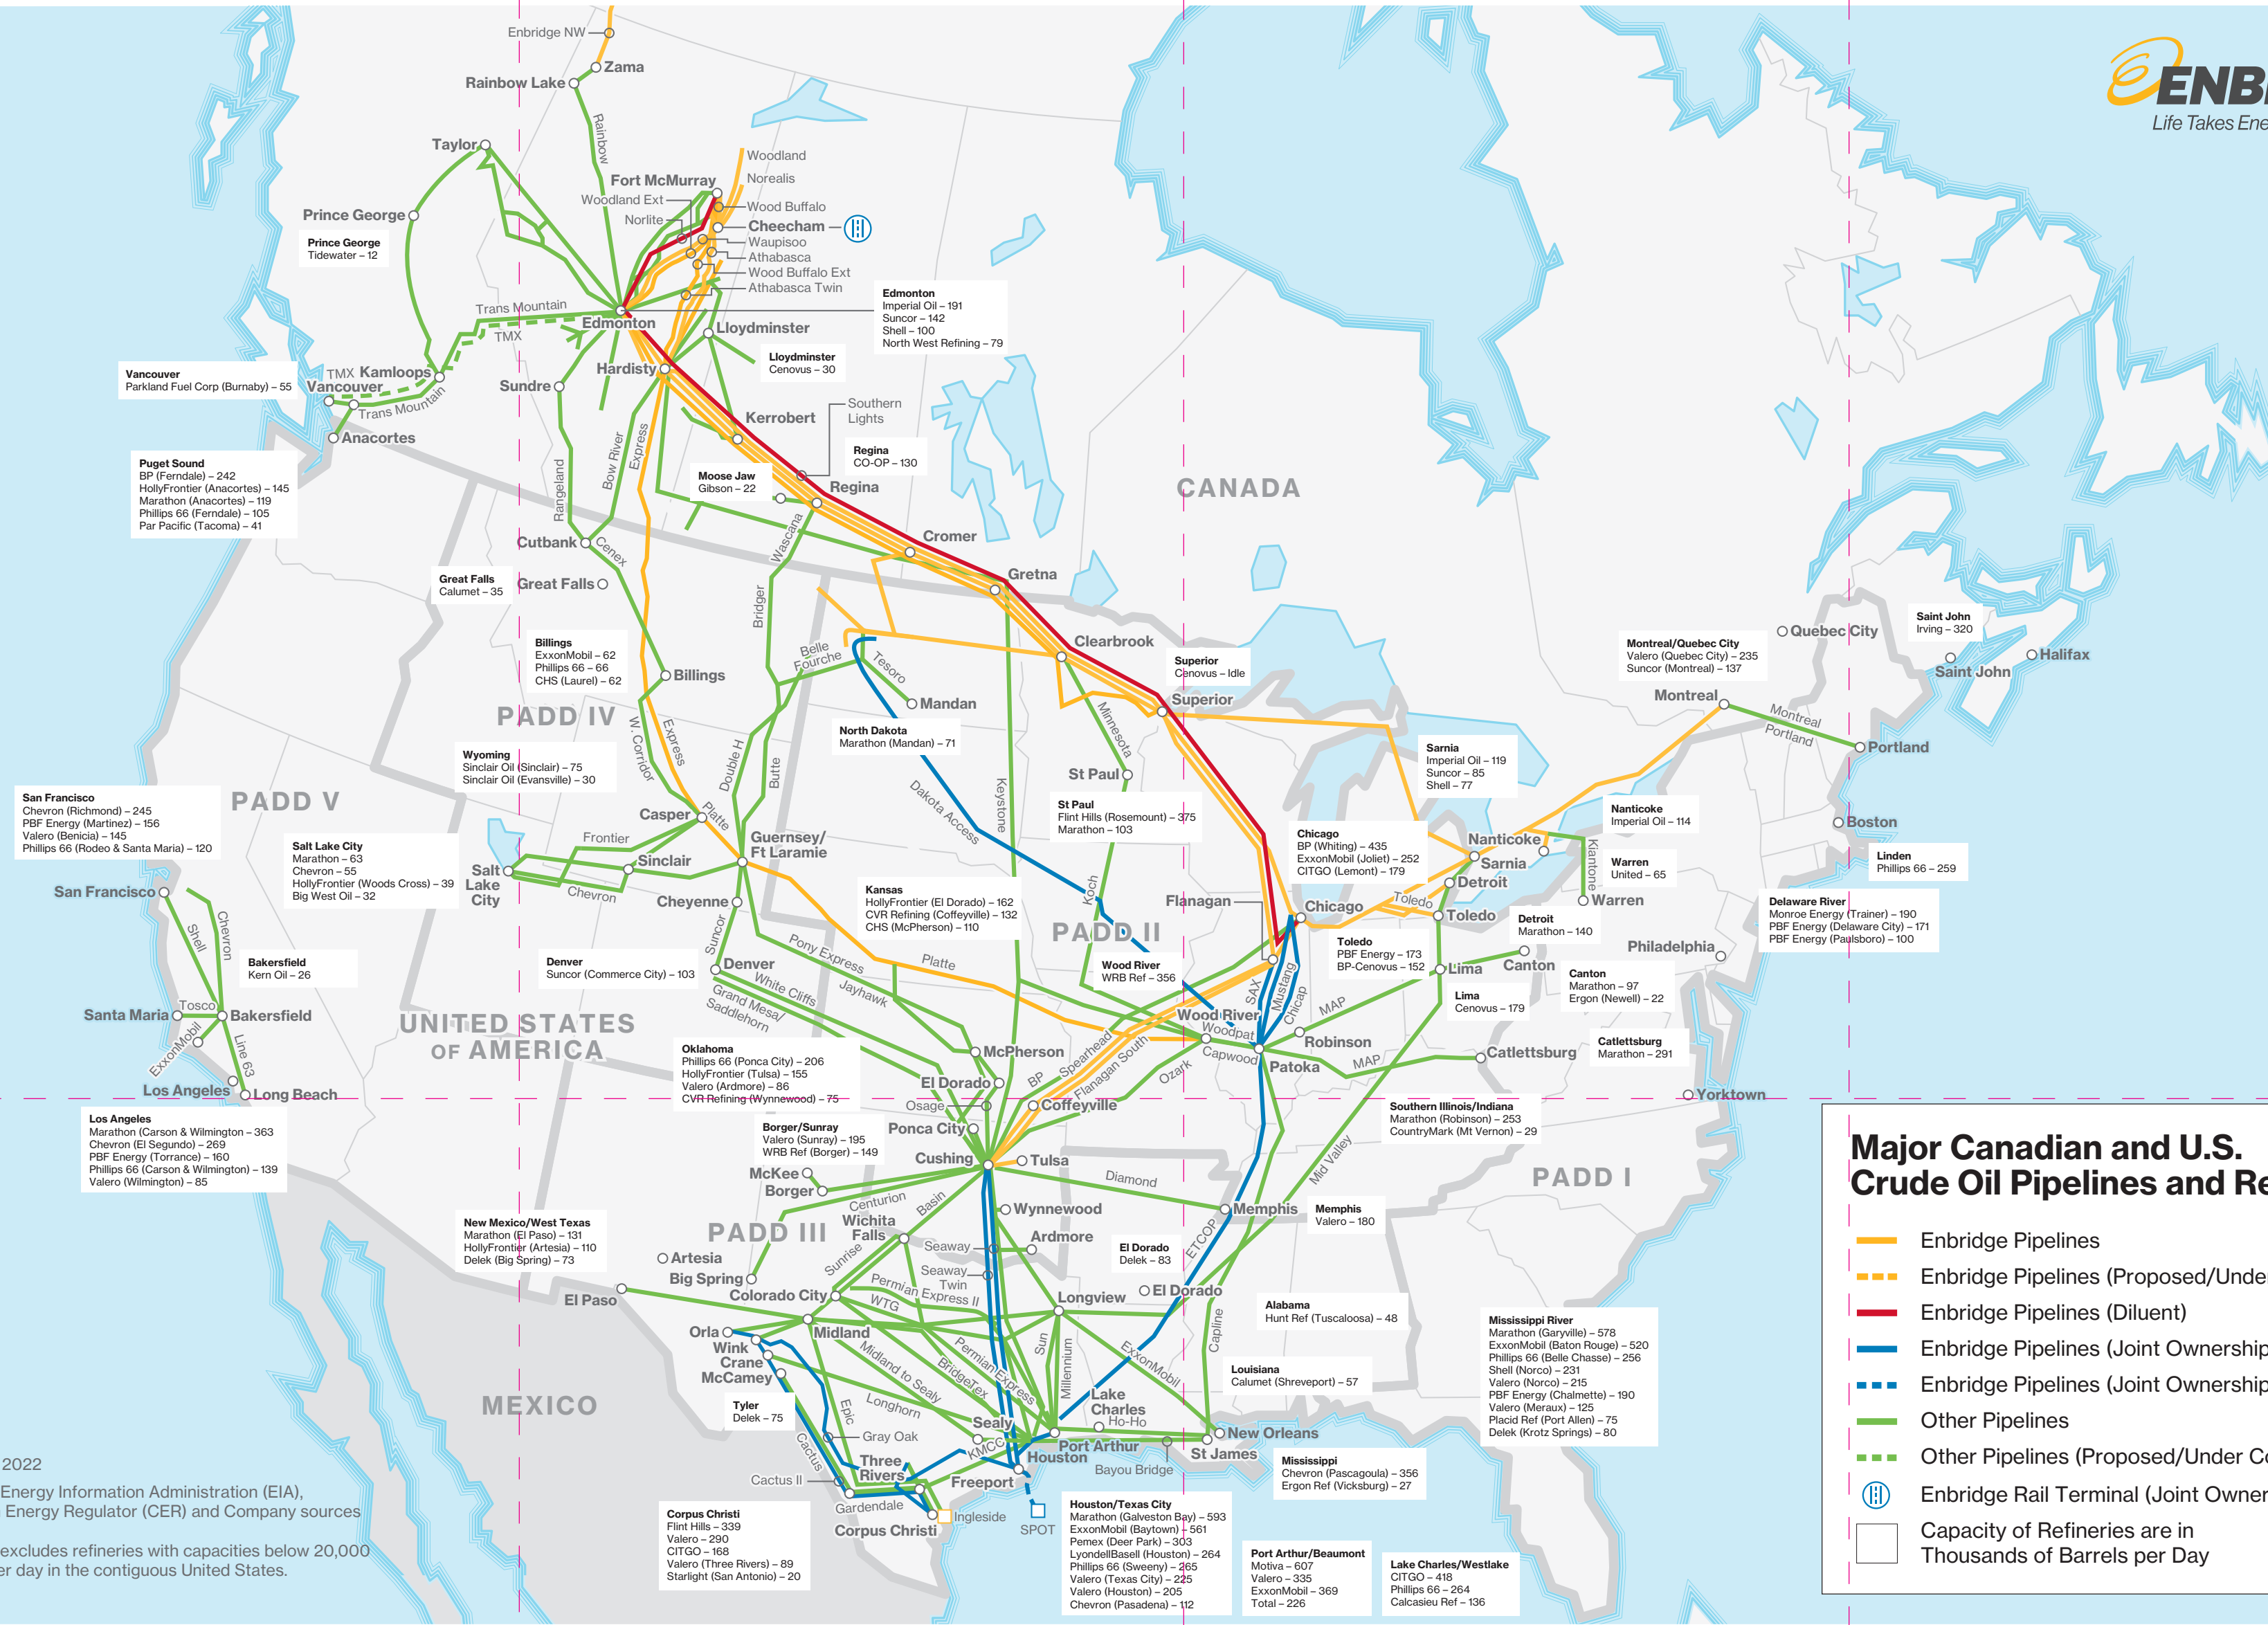 Enbridge NW
Zama
Rainbow Lake
Rainbow
Taylor
Woodland
Norealis
Fort McMurray
Woodland Ext
Wood Buffalo
Norlite
Cheecham
Waupisoo
Athabasca
Wood Buffalo Ext
Athabasca Twin
Prince George
Prince George
Tidewater – 12
Trans Mountain
TMX
Edmonton
Edmonton
Imperial Oil – 191
Suncor – 142
Shell – 100
North West Refining – 79
Lloydminster
Lloydminster
Cenovus – 30
Hardisty
Vancouver
Parkland Fuel Corp (Burnaby) – 55
TMX
Kamloops
Vancouver
Trans Mountain
Anacortes
Sundre
Kerrobert
Southern
Lights
Regina
CO-OP – 130
Moose Jaw
Gibson – 22
Regina
Puget Sound
BP (Ferndale) – 242
HollyFrontier (Anacortes) – 145
Marathon (Anacortes) – 119
Phillips 66 (Ferndale) – 105
Par Pacific (Tacoma) – 41
Rangeland
Bow River
Express
Wascana
Cutbank
Cenex
Cromer
Gretna
CANADA
Great Falls
Calumet – 35
Great Falls
Bridger
Billings
ExxonMobil – 62
Phillips 66 – 66
CHS (Laurel) – 62
Billings
Belle
Fourche
Tesoro
Mandan
Clearbrook
Superior
Cenovus – Idle
Superior
Minnesota
PADD IV
North Dakota
Marathon (Mandan) – 71
W. Corridor
Express
Double H
Butte
Keystone
Dakota Access
St Paul
St Paul
Flint Hills (Rosemount) – 375
Marathon – 103
Wyoming
Sinclair Oil (Sinclair) – 75
Sinclair Oil (Evansville) – 30
PADD V
San Francisco
Chevron (Richmond) – 245
PBF Energy (Martinez) – 156
Valero (Benicia) – 145
Phillips 66 (Rodeo & Santa Maria) – 120
Salt Lake City
Marathon – 63
Chevron – 55
HollyFrontier (Woods Cross) – 39
Big West Oil – 32
Casper
Platte
Frontier
Guernsey/
Ft Laramie
Sinclair
Salt
Lake
City
Chevron
Cheyenne
Suncor
San Francisco
Shell
Chevron
Bakersfield
Kern Oil – 26
Santa Maria
Tosco
Bakersfield
ExxonMobil
Line 63
Los Angeles
Long Beach
Los Angeles
Marathon (Carson & Wilmington – 363
Chevron (El Segundo) – 269
PBF Energy (Torrance) – 160
Phillips 66 (Carson & Wilmington) – 139
Valero (Wilmington) – 85
Denver
Suncor (Commerce City) – 103
Denver
White Cliffs
Grand Mesa/
Saddlehorn
Pony Express
Jayhawk
Platte
Kansas
HollyFrontier (El Dorado) – 162
CVR Refining (Coffeyville) – 132
CHS (McPherson) – 110
UNITED STATES
OF AMERICA
PADD II
Koch
Flanagan
Chicago
Chicago
BP (Whiting) – 435
ExxonMobil (Joliet) – 252
CITGO (Lemont) – 179
Sarnia
Imperial Oil – 119
Suncor – 85
Shell – 77
Nanticoke
Sarnia
Detroit
Toledo
Toledo
Nanticoke
Imperial Oil – 114
Kiantone
Warren
United – 65
Warren
Detroit
Marathon – 140
Toledo
PBF Energy – 173
BP-Cenovus – 152
Lima
Canton
Lima
Cenovus – 179
Canton
Marathon – 97
Ergon (Newell) – 22
Catlettsburg
Marathon – 291
Catlettsburg
Wood River
WRB Ref – 356
SAX
Mustang
Chicap
MAP
Wood River
Woodpat
Capwood
Patoka
Robinson
MAP
Montreal/Quebec City
Valero (Quebec City) – 235
Suncor (Montreal) – 137
Quebec City
Montreal
Montreal
Portland
Portland
Saint John
Irving – 320
Saint John
Halifax
Boston
Linden
Phillips 66 – 259
Delaware River
Monroe Energy (Trainer) – 190
PBF Energy (Delaware City) – 171
PBF Energy (Paulsboro) – 100
Philadelphia
Yorktown
Oklahoma
Phillips 66 (Ponca City) – 206
HollyFrontier (Tulsa) – 155
Valero (Ardmore) – 86
CVR Refining (Wynnewood) – 75
McPherson
El Dorado
Osage
BP
Spearhead
Flanagan South
Ozark
Coffeyville
Ponca City
Cushing
Tulsa
Borger/Sunray
Valero (Sunray) – 195
WRB Ref (Borger) – 149
McKee
Borger
Centurion
Basin
Diamond
Mid Valley
Southern Illinois/Indiana
Marathon (Robinson) – 253
CountryMark (Mt Vernon) – 29
PADD I
Memphis
Memphis
Valero – 180
PADD III
Wichita
Falls
Wynnewood
Ardmore
Seaway
Seaway
Twin
Sunrise
New Mexico/West Texas
Marathon (El Paso) – 131
HollyFrontier (Artesia) – 110
Delek (Big Spring) – 73
Artesia
Big Spring
Colorado City
El Paso
Permian Express II
WTG
El Dorado
Delek – 83
ETCOP
El Dorado
Longview
Alabama
Hunt Ref (Tuscaloosa) – 48
Mississippi River
Marathon (Garyville) – 578
ExxonMobil (Baton Rouge) – 520
Phillips 66 (Belle Chasse) – 256
Shell (Norco) – 231
Valero (Norco) – 215
PBF Energy (Chalmette) – 190
Valero (Meraux) – 125
Placid Ref (Port Allen) – 75
Delek (Krotz Springs) – 80
Orla
Midland
Wink
Crane
McCamey
Midland to Sealy
BridgeTex
Permian Express
Sun
Millennium
ExxonMobil
Capline
Louisiana
Calumet (Shreveport) – 57
MEXICO
Tyler
Delek – 75
Longhorn
Epic
Gray Oak
Cactus
Cactus II
Sealy
KMCC
Lake
Charles
Ho-Ho
Port Arthur
Houston
Bayou Bridge
New Orleans
St James
Three
Rivers
Freeport
Gardendale
Corpus Christi
Ingleside
SPOT
Mississippi
Chevron (Pascagoula) – 356
Ergon Ref (Vicksburg) – 27
Corpus Christi
Flint Hills – 339
Valero – 290
CITGO – 168
Valero (Three Rivers) – 89
Starlight (San Antonio) – 20
Houston/Texas City
Marathon (Galveston Bay) – 593
ExxonMobil (Baytown) – 561
Pemex (Deer Park) – 303
LyondellBasell (Houston) – 264
Phillips 66 (Sweeny) – 265
Valero (Texas City) – 225
Valero (Houston) – 205
Chevron (Pasadena) – 112
Port Arthur/Beaumont
Motiva – 607
Valero – 335
ExxonMobil – 369
Total – 226
Lake Charles/Westlake
CITGO – 418
Phillips 66 – 264
Calcasieu Ref – 136
2022
Energy Information Administration (EIA),
Energy Regulator (CER) and Company sources
excludes refineries with capacities below 20,000
er day in the contiguous United States.
ENB
Life Takes Ene
Major Canadian and U.S.
Crude Oil Pipelines and Re
Enbridge Pipelines
Enbridge Pipelines (Proposed/Under
Enbridge Pipelines (Diluent)
Enbridge Pipelines (Joint Ownership
Enbridge Pipelines (Joint Ownership
Other Pipelines
Other Pipelines (Proposed/Under Co
Enbridge Rail Terminal (Joint Owner
Capacity of Refineries are in
Thousands of Barrels per Day